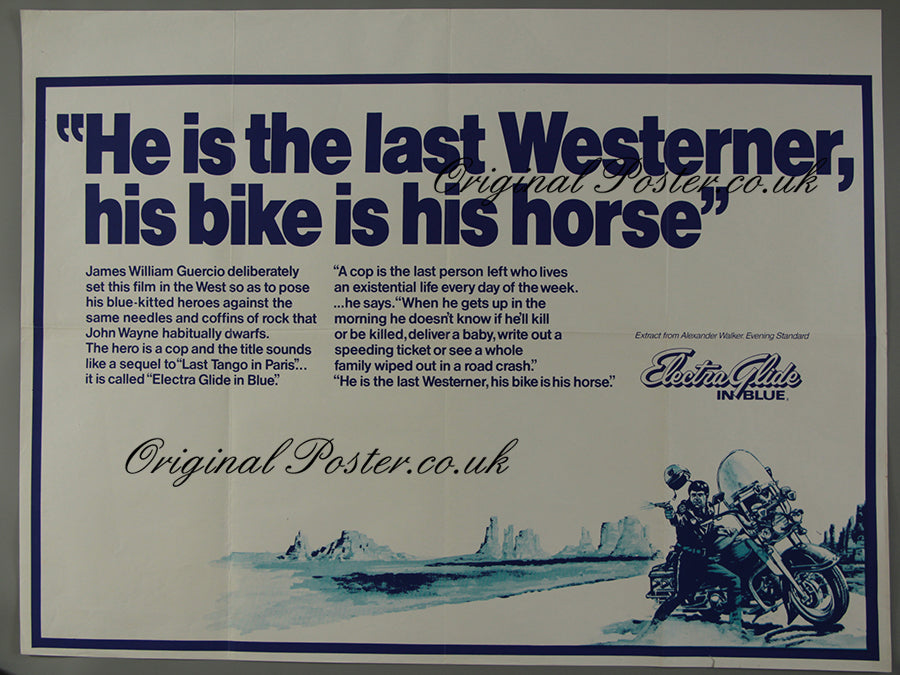 “He is the last Westerner,
his bike is his horse”
Original Poster.co.uk
James William Guercio deliberately
set this film in the West so as to pose
his blue-kitted heroes against the
same needles and coffins of rock that
John Wayne habitually dwarfs.
The hero is a cop and the title sounds
like a sequel to “Last Tango in Paris”...
it is called “Electra Glide in Blue”.
“A cop is the last person left who lives
an existential life every day of the week.
...he says. “When he gets up in the
morning he doesn’t know if he’ll kill
or be killed, deliver a baby, write out a
speeding ticket or see a whole
family wiped out in a road crash.”
“He is the last Westerner, his bike is his horse.”
Extract from Alexander Walker. Evening Standard
Electra Glide
IN BLUE
Original Poster.co.uk